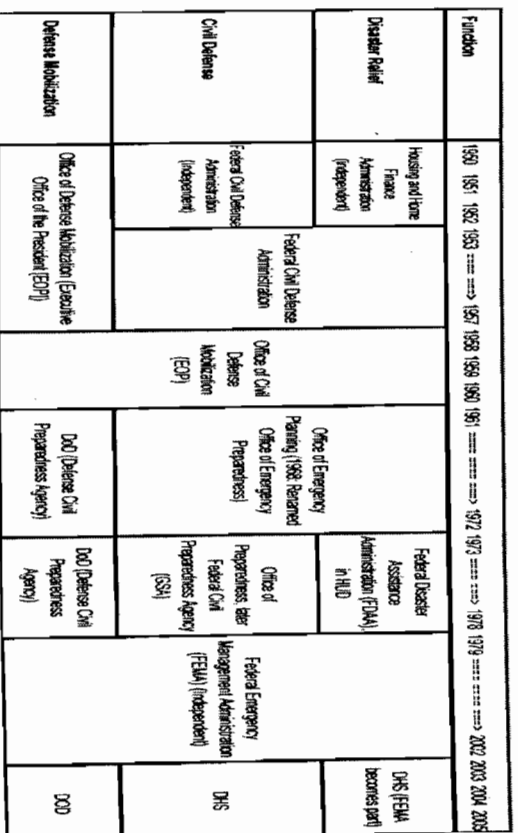 Function
1950 1951 1952 1953 ==== ===> 1957 1958 1959 1960 1961 ==== ==== ===> 1972 1973 ==== ===> 1978 1979 ==== ==== ===> 2002 2003 2004 2005
Disaster Relief
Housing and Home
Finance
Administration
(independent)
Federal Civil Defense
Administration
Office of Civil
Defense
Mobilization
(EOP)
Office of Emergency
Planning (1968: Renamed
Office of Emergency
Preparedness)
Federal Disaster
Assistance
Administration (FDAA),
in HUD
Federal Emergency
Management Administration
(FEMA) (Independent)
DHS (FEMA
becomes part)
Civil Defense
Federal Civil Defense
Administration
(Independent)
Office of
Preparedness, later
Federal Civil
Preparedness Agency
(GSA)
DHS
Defense Mobilization
Office of Defense Mobilization (Executive
Office of the President (EOP))
DoD (Defense Civil
Preparedness Agency)
DoD (Defense Civil
Preparedness
Agency)
DOD